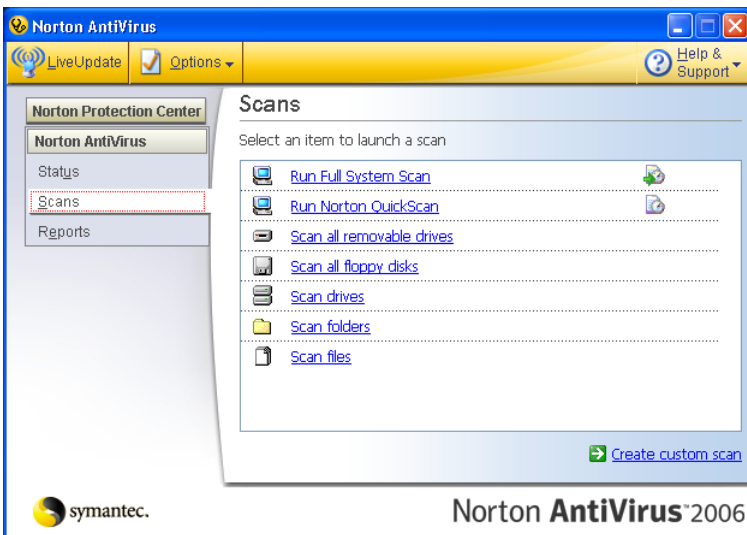 Norton AntiVirus
LiveUpdate
Options
Help & Support
Norton Protection Center
Norton AntiVirus
Status
Scans
Reports
Scans
Select an item to launch a scan
Run Full System Scan
Run Norton QuickScan
Scan all removable drives
Scan all floppy disks
Scan drives
Scan folders
Scan files
Create custom scan
symantec.
Norton AntiVirus™2006